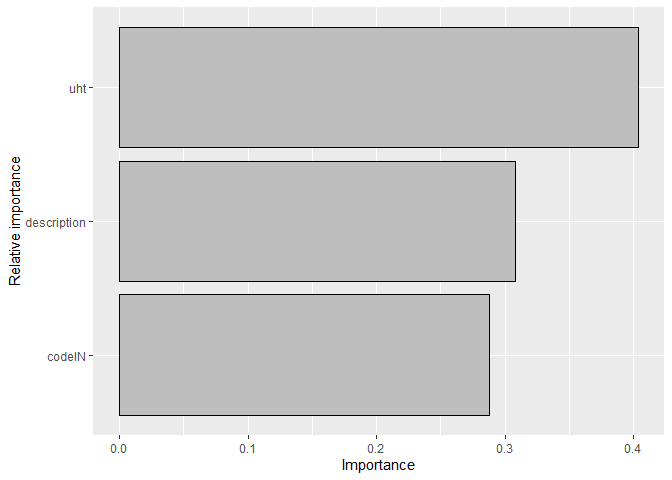 Relative importance
uht
description
codeIN
0.0 0.1 0.2 0.3 0.4
Importance